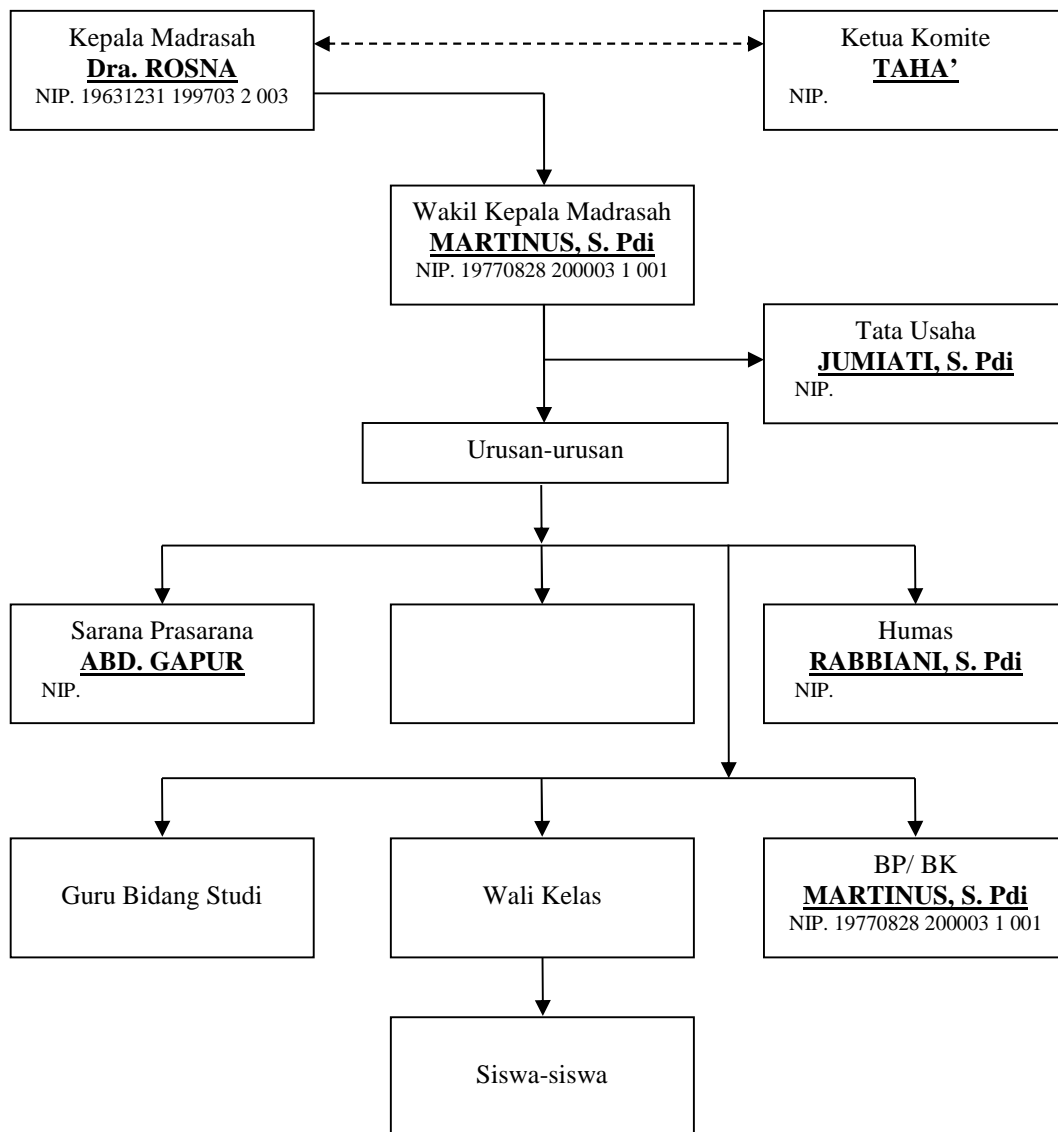 Kepala Madrasah
Dra. ROSNA
NIP. 19631231 199703 2 003
Ketua Komite
TAHA’
NIP.
Wakil Kepala Madrasah
MARTINUS, S. Pdi
NIP. 19770828 200003 1 001
Tata Usaha
JUMIATI, S. Pdi
NIP.
Urusan-urusan
Sarana Prasarana
ABD. GAPUR
NIP.
Humas
RABBIANI, S. Pdi
NIP.
Guru Bidang Studi
Wali Kelas
BP/ BK
MARTINUS, S. Pdi
NIP. 19770828 200003 1 001
Siswa-siswa